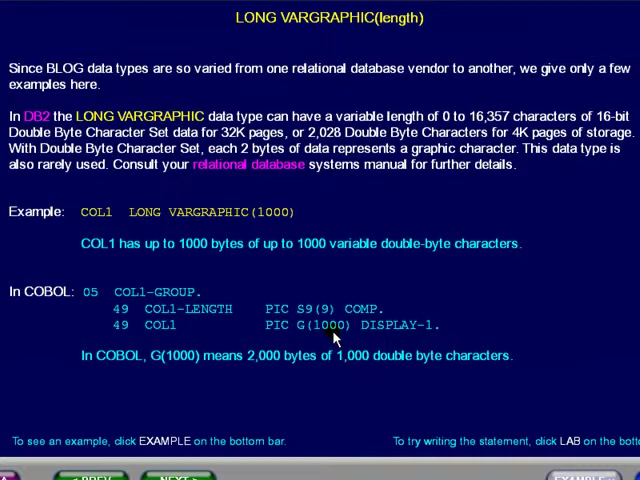 LONG VARGRAPHIC(length)
Since BLOG data types are so varied from one relational database vendor to another, we give only a few
examples here.
In DB2 the LONG VARGRAPHIC data type can have a variable length of 0 to 16,357 characters of 16-bit
Double Byte Character Set data for 32K pages, or 2,028 Double Byte Characters for 4K pages of storage.
With Double Byte Character Set, each 2 bytes of data represents a graphic character. This data type is
also rarely used. Consult your relational database systems manual for further details.
Example: COL1 LONG VARGRAPHIC(1000)
COL1 has up to 1000 bytes of up to 1000 variable double-byte characters.
In COBOL: 05 COL1-GROUP.
49 COL1-LENGTH PIC S9(9) COMP.
49 COL1 PIC G(1000) DISPLAY-1.
In COBOL, G(1000) means 2,000 bytes of 1,000 double byte characters.
To see an example, click EXAMPLE on the bottom bar. To try writing the statement, click LAB on the botto
< PREV NEXT > EXAMPLE